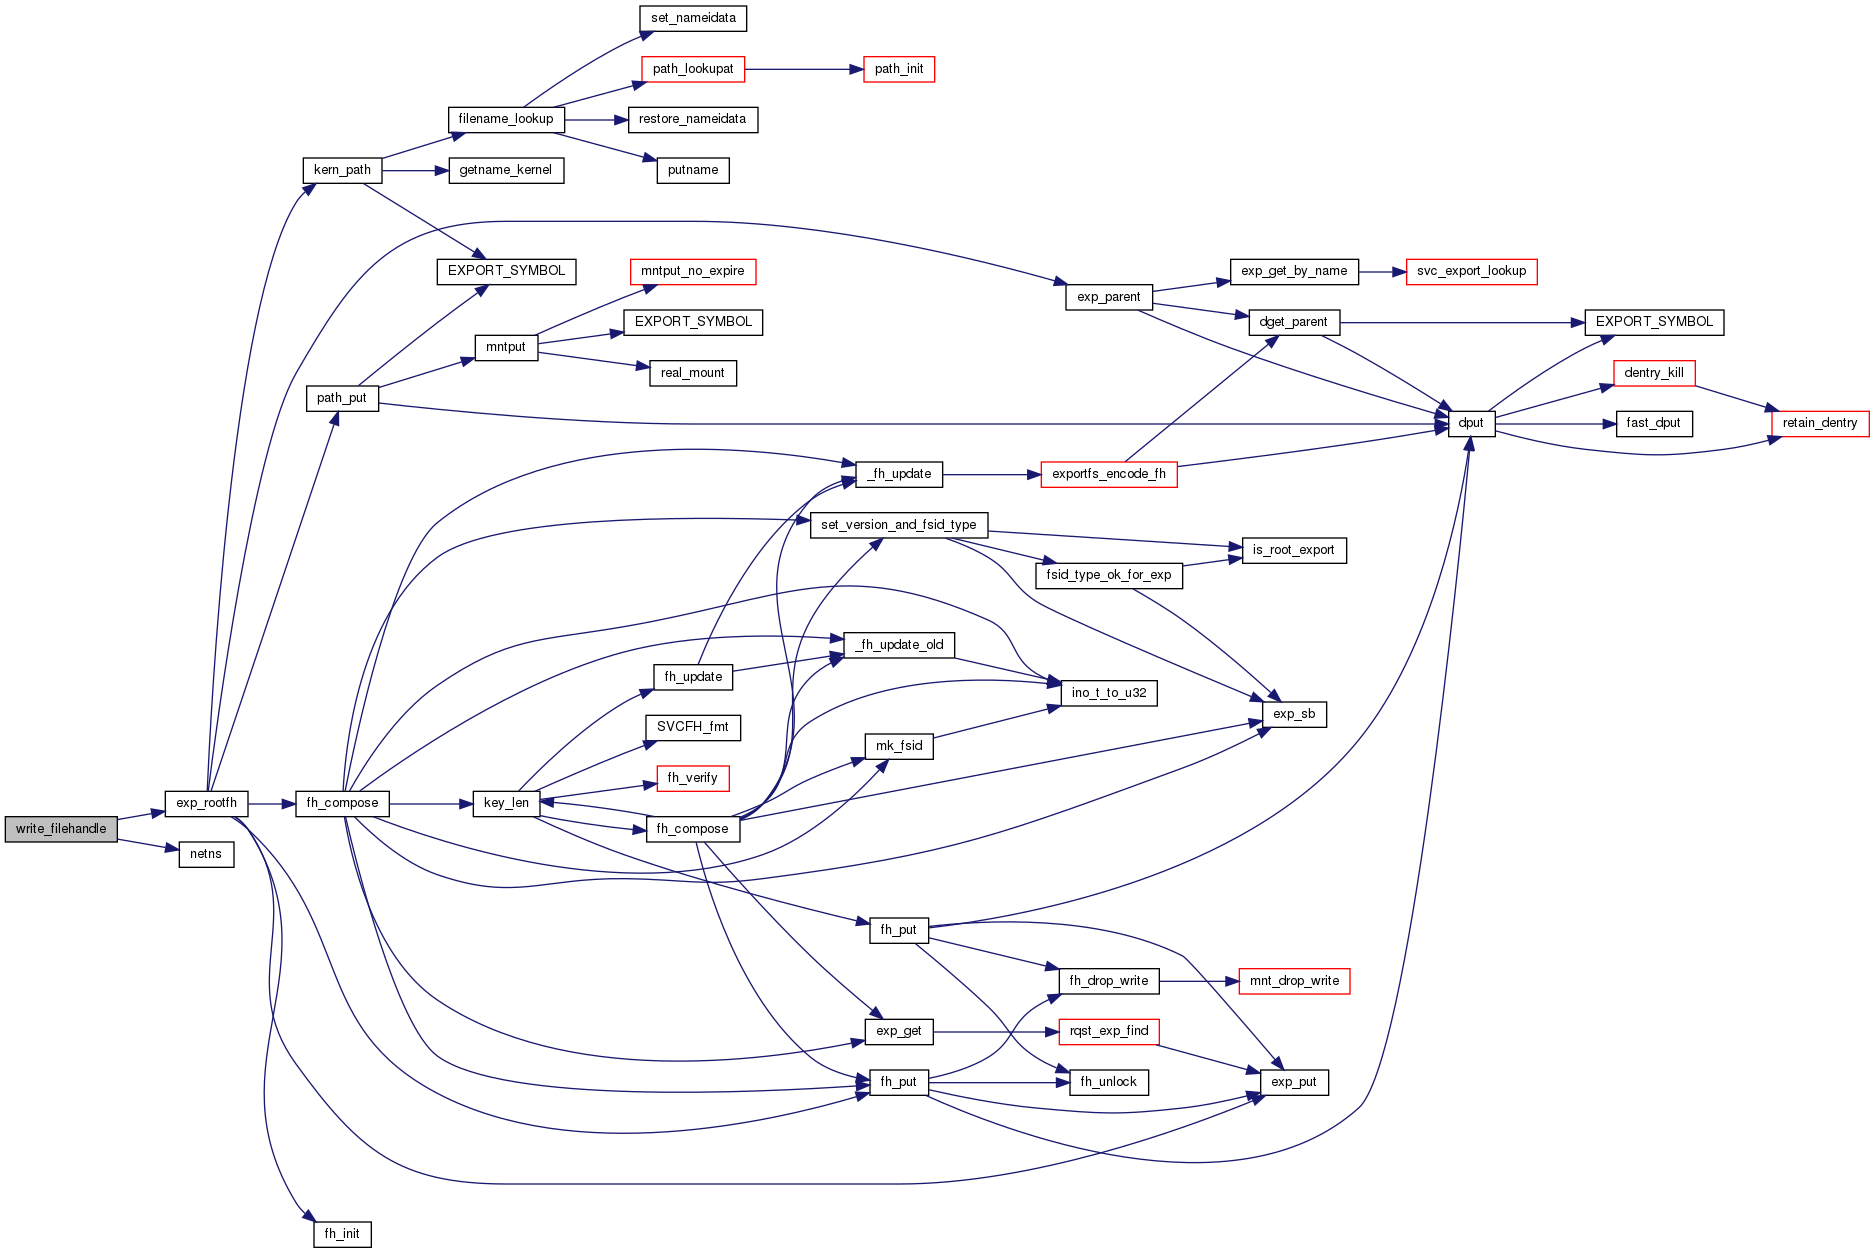 set_nameidata
path_lookupat
path_init
filename_lookup
restore_nameidata
kern_path
getname_kernel
putname
EXPORT_SYMBOL
mntput_no_expire
exp_get_by_name
svc_export_lookup
exp_parent
EXPORT_SYMBOL
dget_parent
EXPORT_SYMBOL
mntput
real_mount
dentry_kill
path_put
dput
fast_dput
retain_dentry
_fh_update
exportfs_encode_fh
set_version_and_fsid_type
is_root_export
fsid_type_ok_for_exp
_fh_update_old
fh_update
ino_t_to_u32
SVCFH_fmt
exp_sb
mk_fsid
fh_verify
exp_rootfh
fh_compose
key_len
write_filehandle
fh_compose
netns
fh_put
fh_drop_write
mnt_drop_write
exp_get
rqst_exp_find
fh_put
fh_unlock
exp_put
fh_init